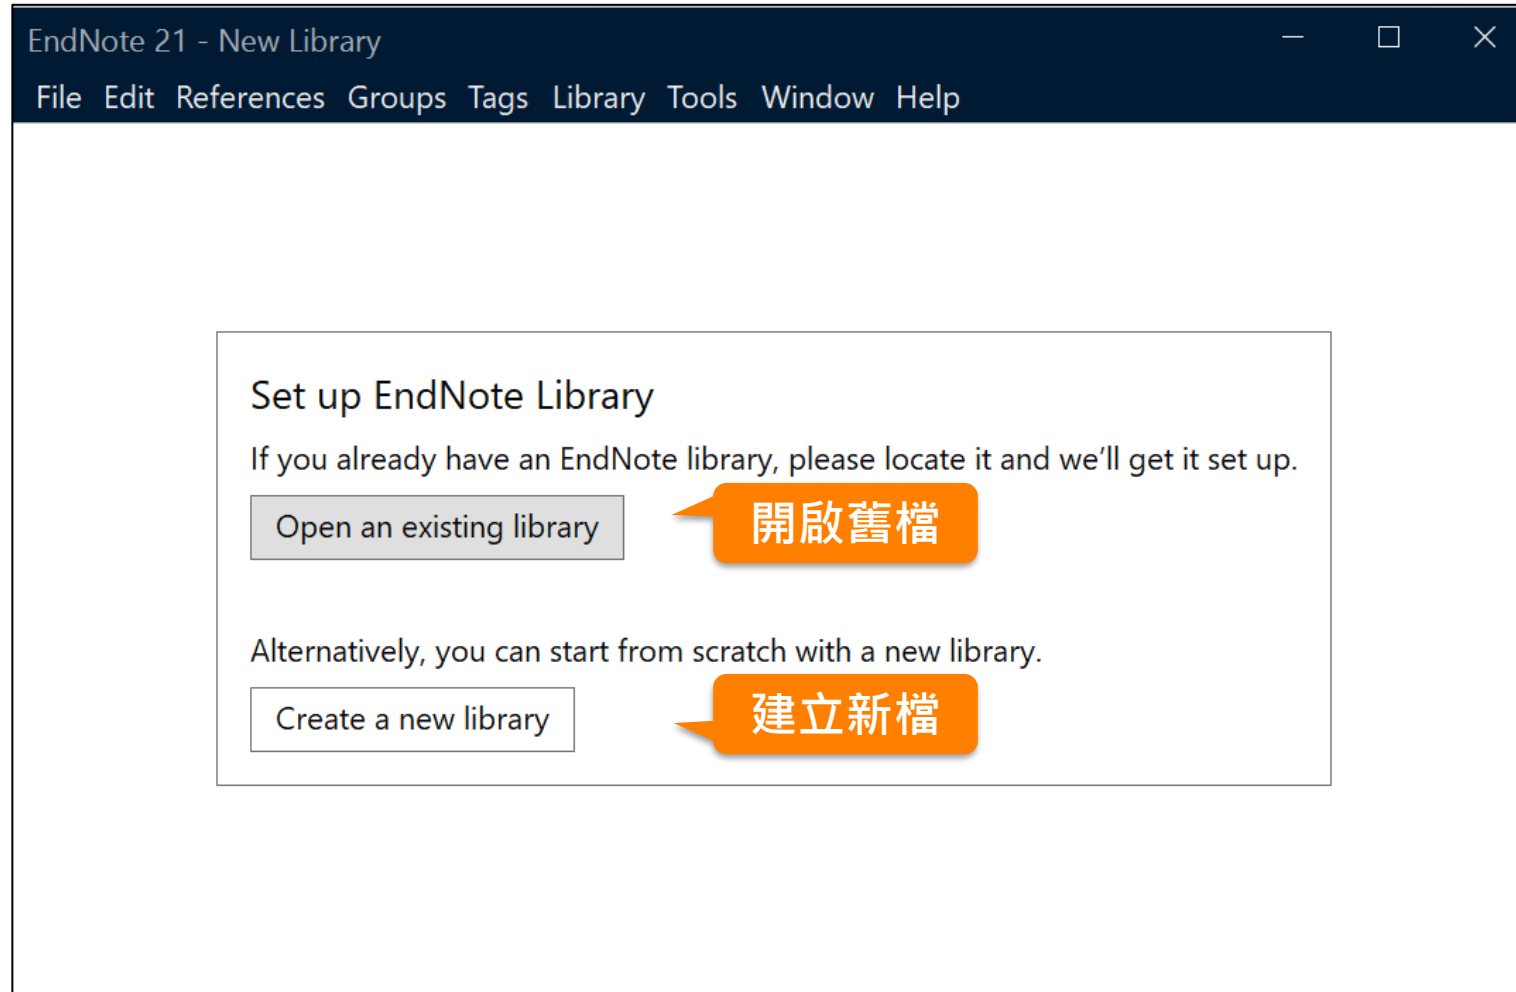 EndNote 21 - New Library
File Edit References Groups Tags Library Tools Window Help
Set up EndNote Library
If you already have an EndNote library, please locate it and we’ll get it set up.
Open an existing library
開啟舊檔
Alternatively, you can start from scratch with a new library.
Create a new library
建立新檔